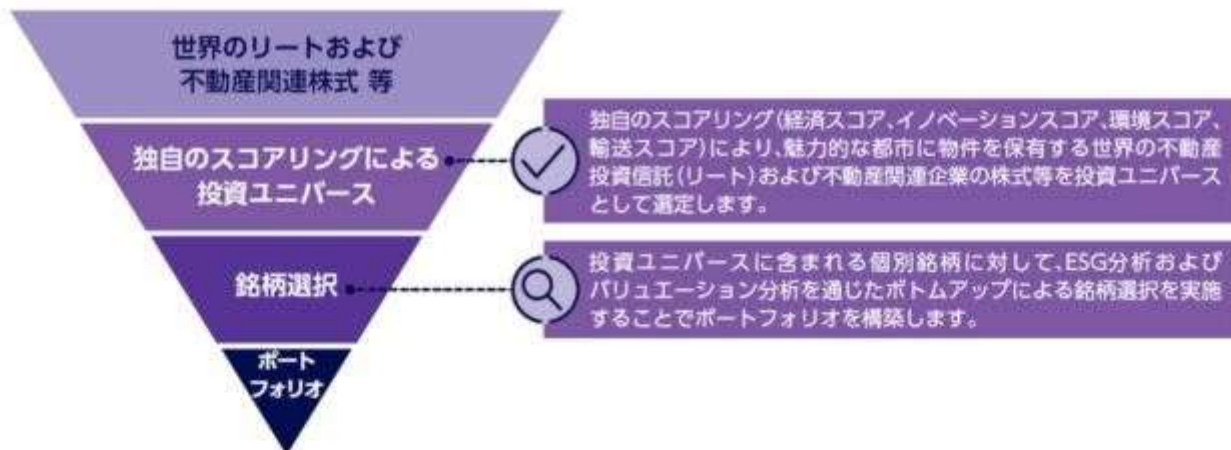 世界のリートおよび
不動産関連株式 等
独自のスコアリングによる
投資ユニバース
独自のスコアリング(経済スコア、イノベーションスコア、環境スコア、
輸送スコア)により、魅力的な都市に物件を保有する世界の不動産
投資信託(リート)および不動産関連企業の株式等を投資ユニバース
として選定します。
銘柄選択
投資ユニバースに含まれる個別銘柄に対して、ESG分析および
バリュエーション分析を通じたボトムアップによる銘柄選択を実施
することでポートフォリオを構築します。
ポート
フォリオ